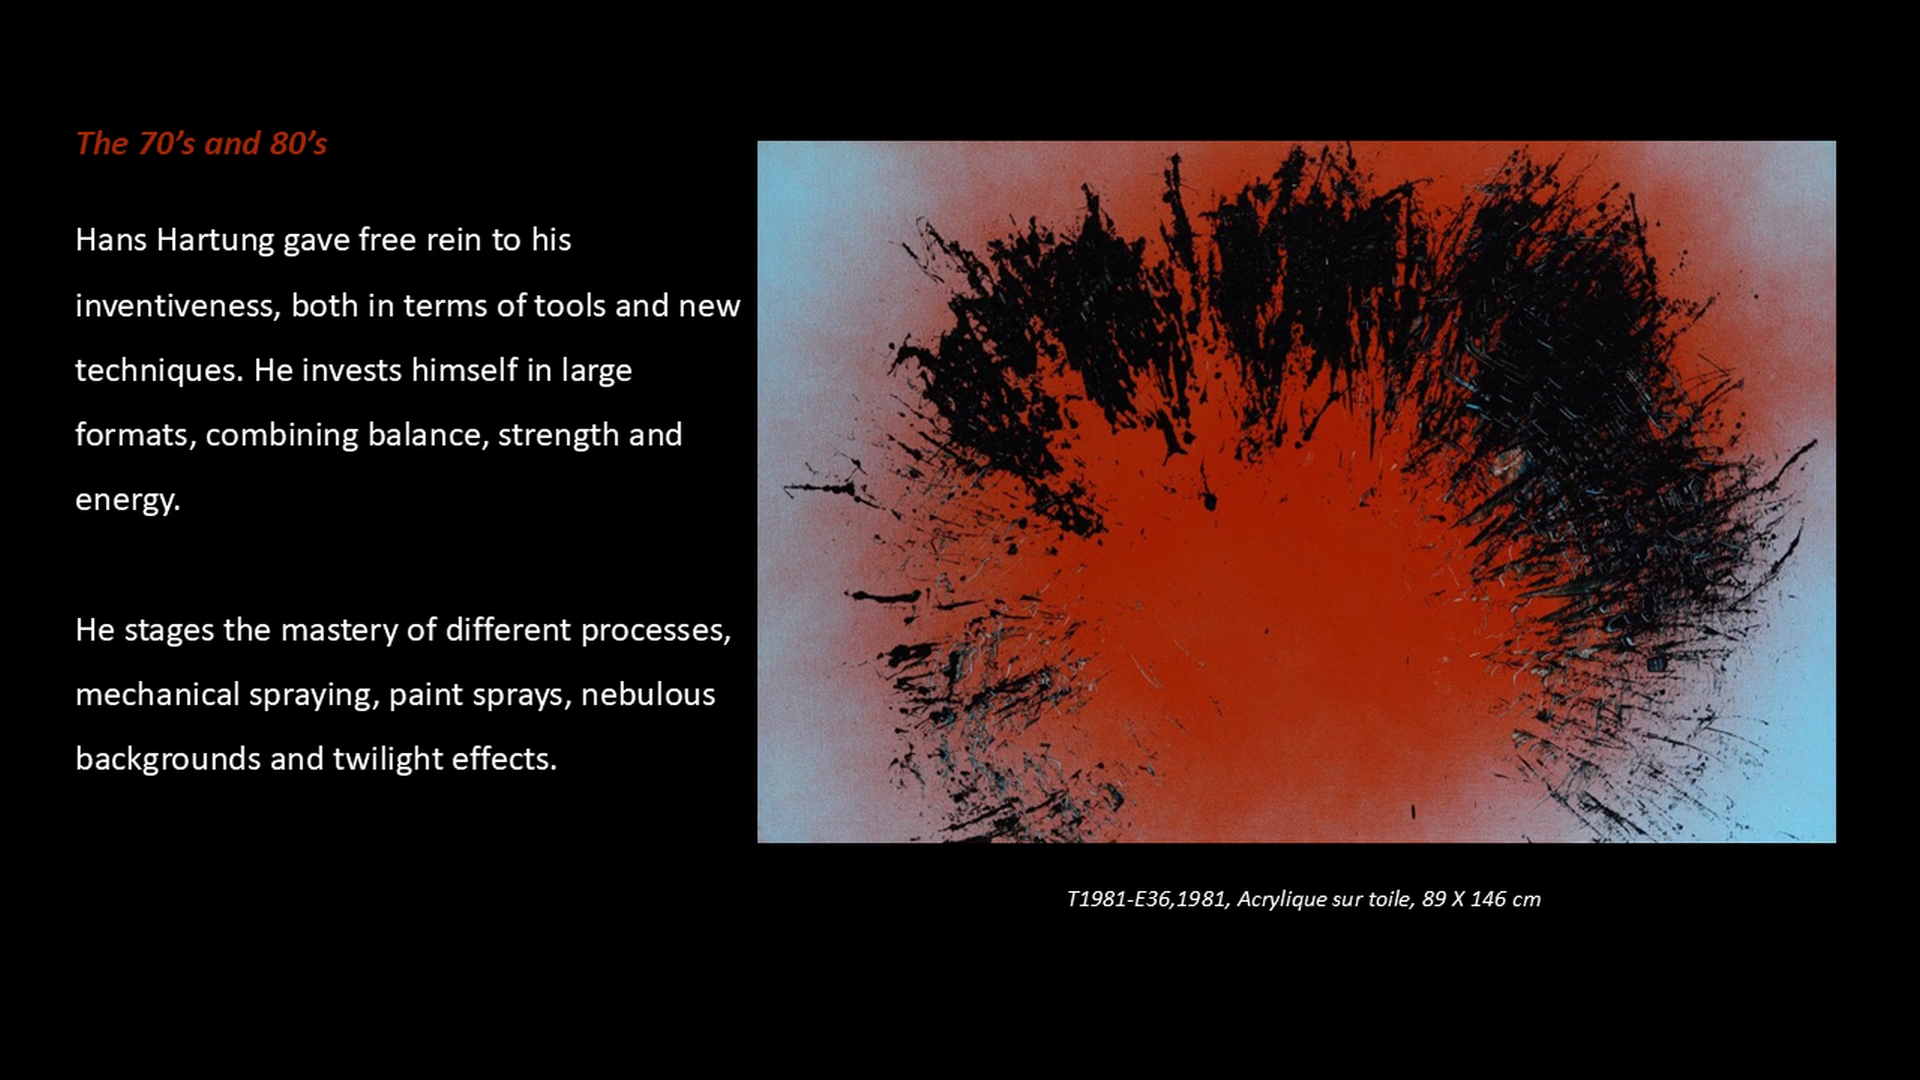 The 70’s and 80’s
Hans Hartung gave free rein to his
inventiveness, both in terms of tools and new
techniques. He invests himself in large
formats, combining balance, strength and
energy.
He stages the mastery of different processes,
mechanical spraying, paint sprays, nebulous
backgrounds and twilight effects.
T1981-E36,1981, Acrylique sur toile, 89 X 146 cm